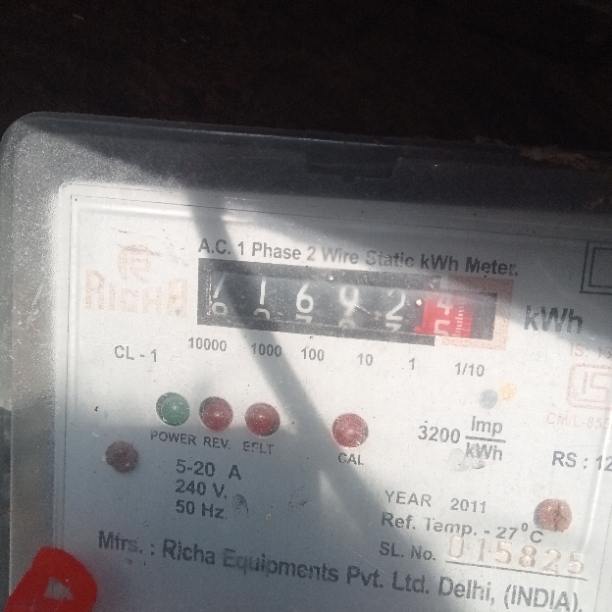 A.C. 1 Phase 2 Wire Static kWh Meter.
RICHA
1692 4
kWh
CL - 1
10000 1000 100 10 1 1/10
POWER REV. EFLT
CAL
3200 Imp/kWh
RS : 12
5-20 A
240 V.
50 Hz
YEAR 2011
Ref. Temp. - 27°C
SL. No. 015825
Mfrs. : Richa Equipments Pvt. Ltd. Delhi, (INDIA).